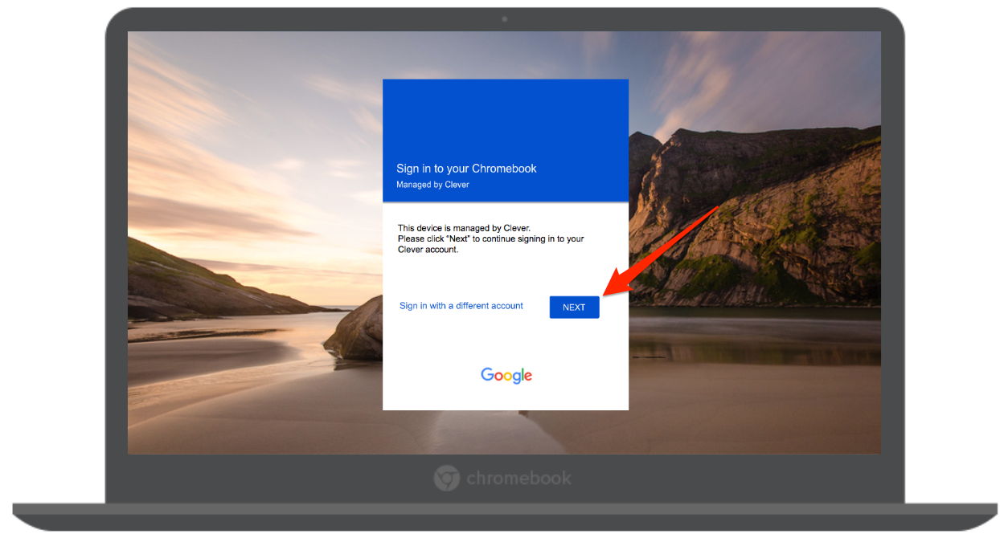 Sign in to your Chromebook
Managed by Clever
This device is managed by Clever.
Please click "Next" to continue signing in to your
Clever account.
Sign in with a different account
NEXT
Google
chromebook